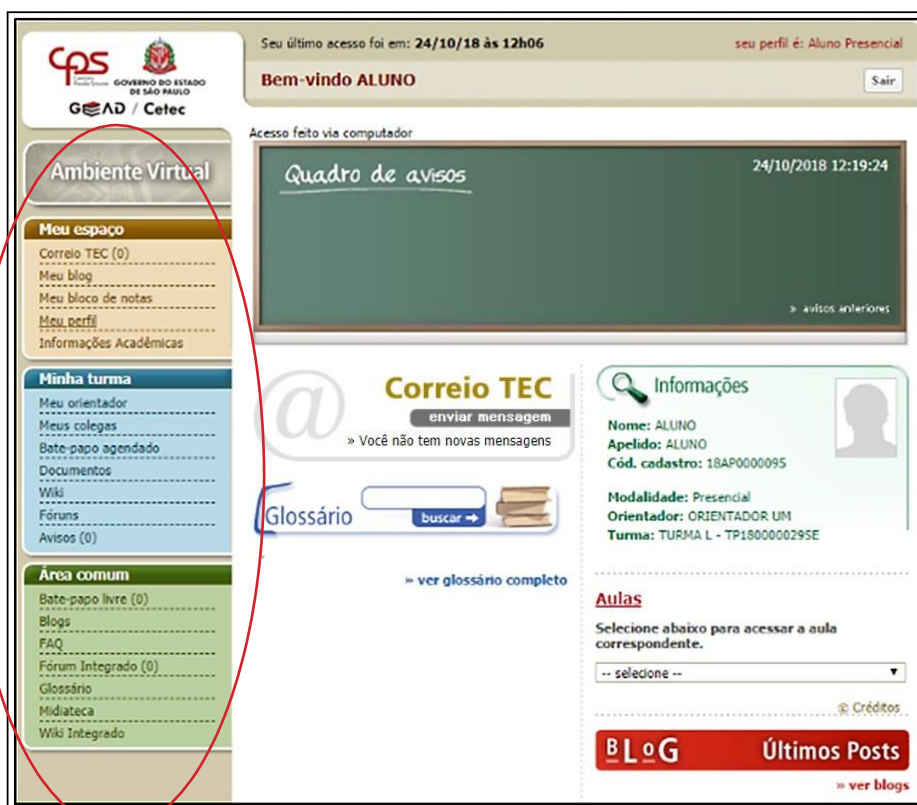 cps
GOVERNO DO ESTADO
DE SÃO PAULO
GEEAD / Cetec
Seu último acesso foi em: 24/10/18 às 12h06
seu perfil é: Aluno Presencial
Bem-vindo ALUNO
Sair
Ambiente Virtual
Meu espaço
Correio TEC (0)
Meu blog
Meu bloco de notas
Meu perfil
Informações Acadêmicas
Minha turma
Meu orientador
Meus colegas
Bate-papo agendado
Documentos
Wiki
Fóruns
Avisos (0)
Área comum
Bate-papo livre (0)
Blogs
FAQ
Fórum Integrado (0)
Glossário
Midiateca
Wiki Integrado
Acesso feito via computador
Quadro de avisos
24/10/2018 12:19:24
» avisos anteriores
@
Correio TEC
enviar mensagem
» Você não tem novas mensagens
Glossário
buscar
» ver glossário completo
Informações
Nome: ALUNO
Apelido: ALUNO
Cód. cadastro: 18AP0000095
Modalidade: Presencial
Orientador: ORIENTADOR UM
Turma: TURMA L - TP180000029SE
Aulas
Selecione abaixo para acessar a aula
correspondente.
-- selecione --
© Créditos
BLOG Últimos Posts
» ver blogs